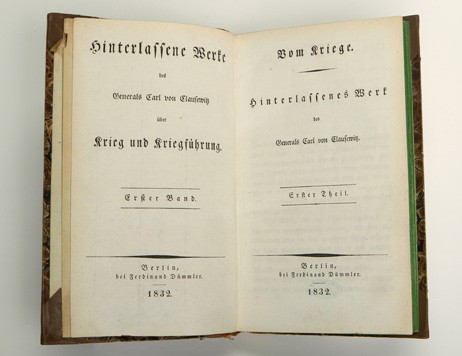 Hinterlassene Werke
des
Generals Carl von Clausewitz
über
Krieg und Kriegführung.
Erster Band.
Berlin,
bei Ferdinand Dümmler.
1832.
Vom Kriege.
Hinterlassenes Werk
des
Generals Carl von Clausewitz.
Erster Theil.
Berlin,
bei Ferdinand Dümmler.
1832.